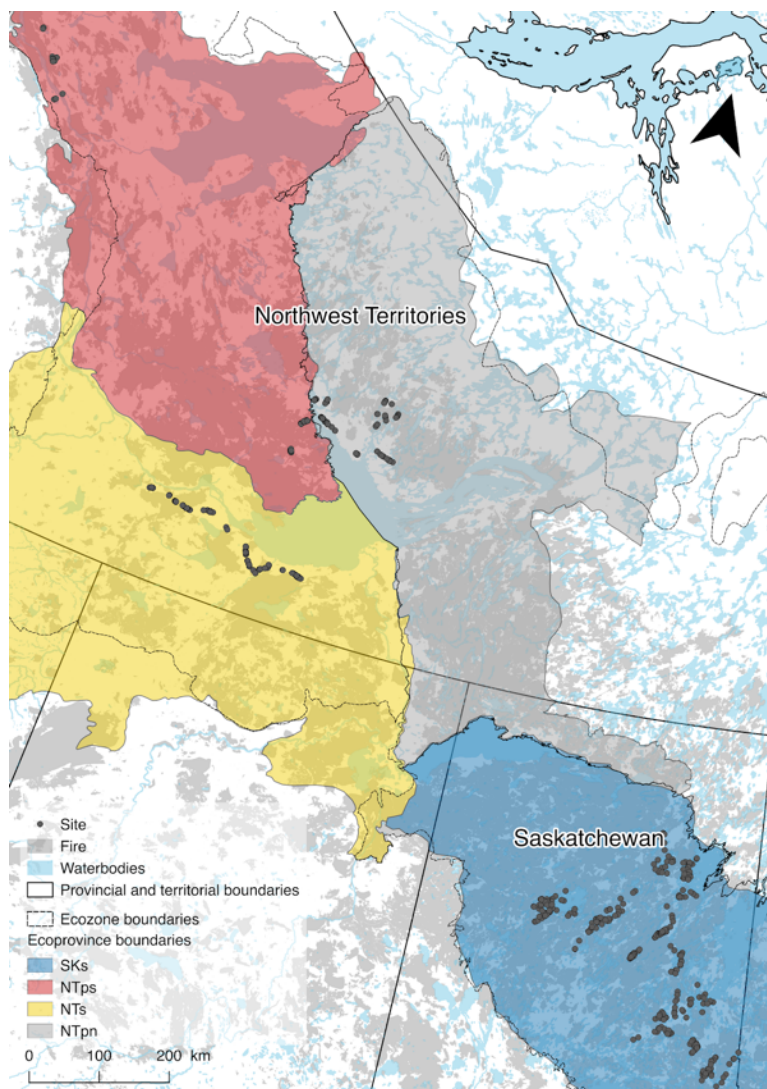 Northwest Territories
Saskatchewan
Site
Fire
Waterbodies
Provincial and territorial boundaries
Ecozone boundaries
Ecoprovince boundaries
SKs
NTps
NTs
NTpn
0 100 200 km